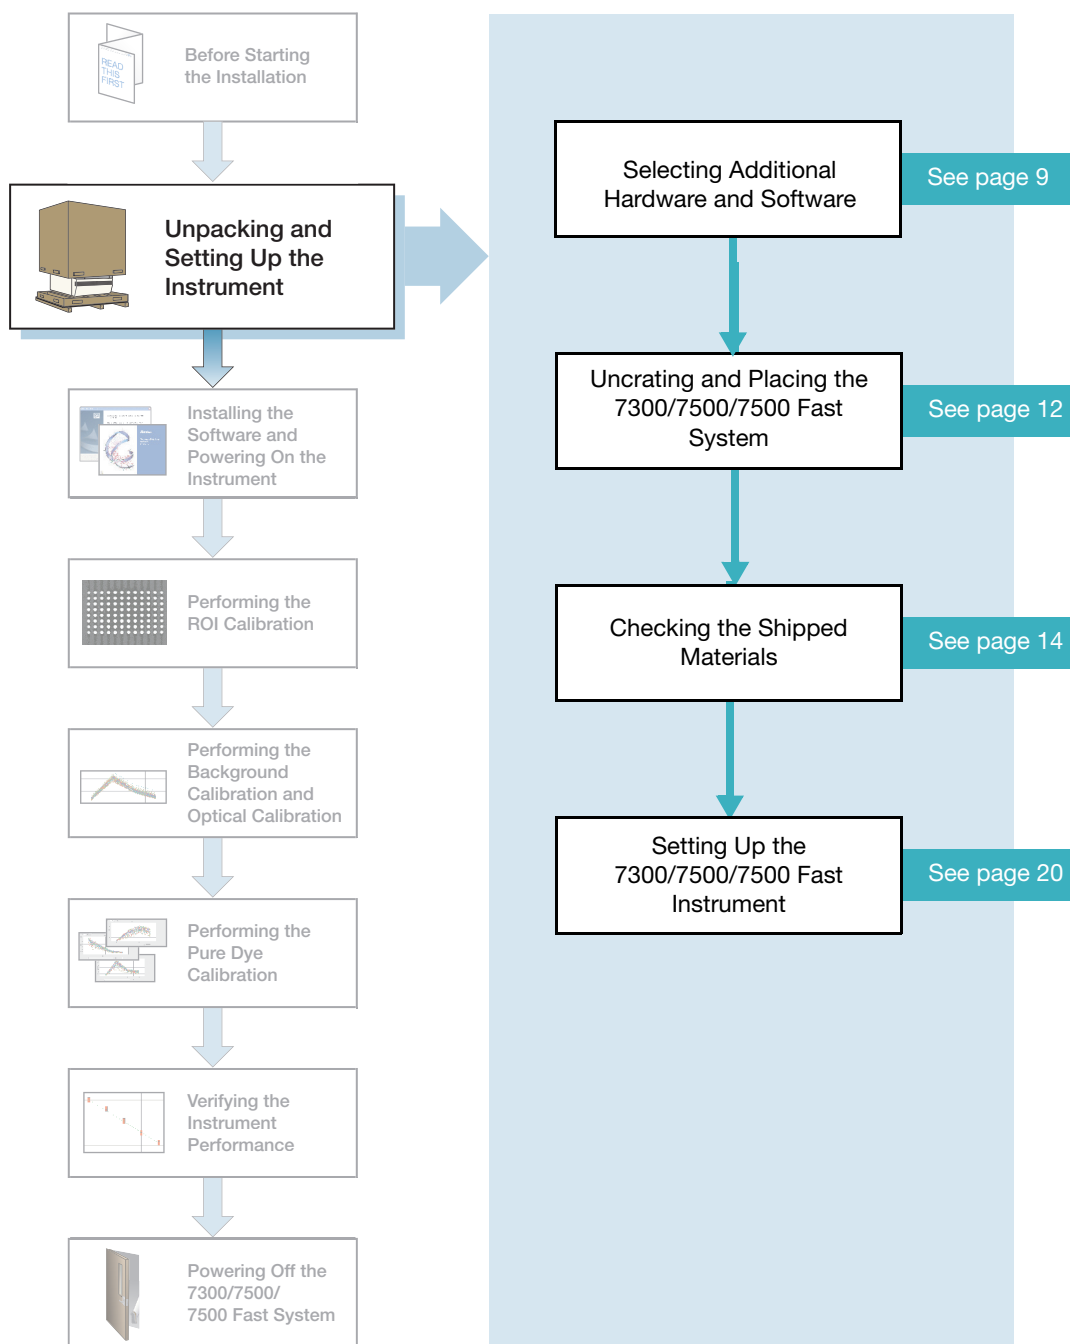 READ
THIS
FIRST
Before Starting
the Installation
Unpacking and
Setting Up the
Instrument
Installing the
Software and
Powering On the
Instrument
Performing the
ROI Calibration
Performing the
Background
Calibration and
Optical Calibration
Performing the
Pure Dye
Calibration
Verifying the
Instrument
Performance
Powering Off the
7300/7500/
7500 Fast System
Selecting Additional
Hardware and Software
See page 9
Uncrating and Placing the
7300/7500/7500 Fast
System
See page 12
Checking the Shipped
Materials
See page 14
Setting Up the
7300/7500/7500 Fast
Instrument
See page 20